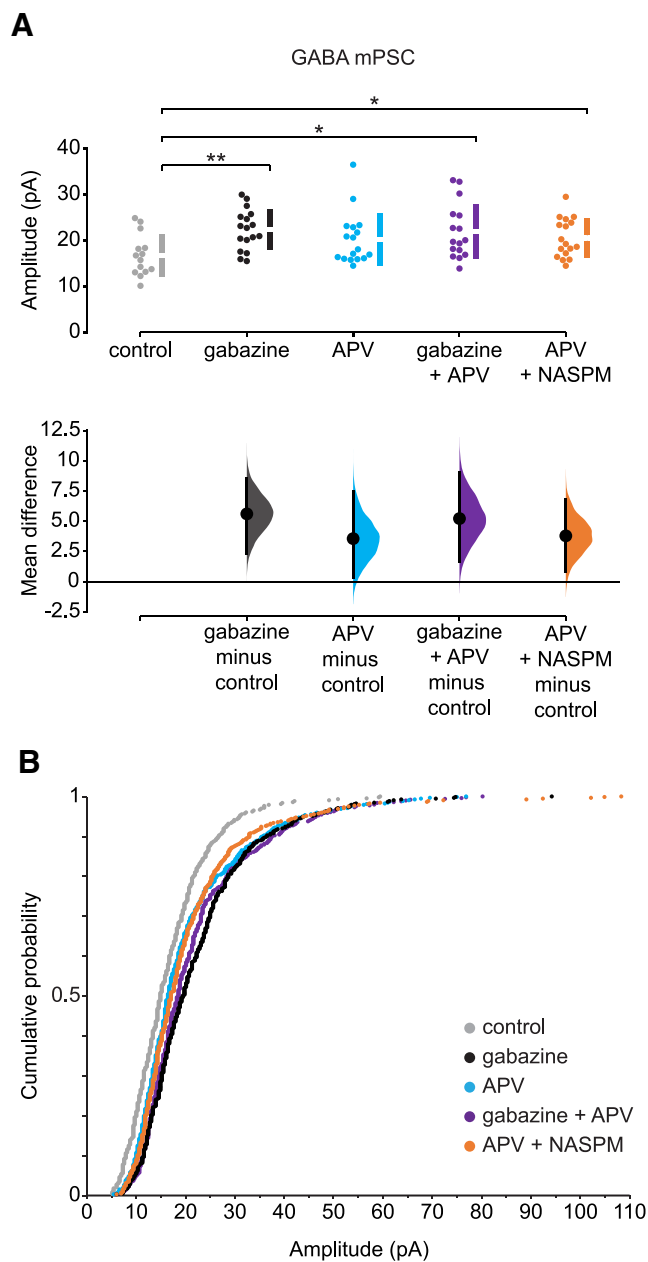 A
GABA mPSC
*
*
**
Amplitude (pA)
40
30
20
10
0
control
gabazine
APV
gabazine
+ APV
APV
+ NASPM
Mean difference
12.5
10
7.5
5.0
2.5
0
-2.5
gabazine
minus
control
APV
minus
control
gabazine
+ APV
minus
control
APV
+ NASPM
minus
control
B
Cumulative probability
1
0.5
0
control
gabazine
APV
gabazine + APV
APV + NASPM
0 10 20 30 40 50 60 70 80 90 100 110
Amplitude (pA)